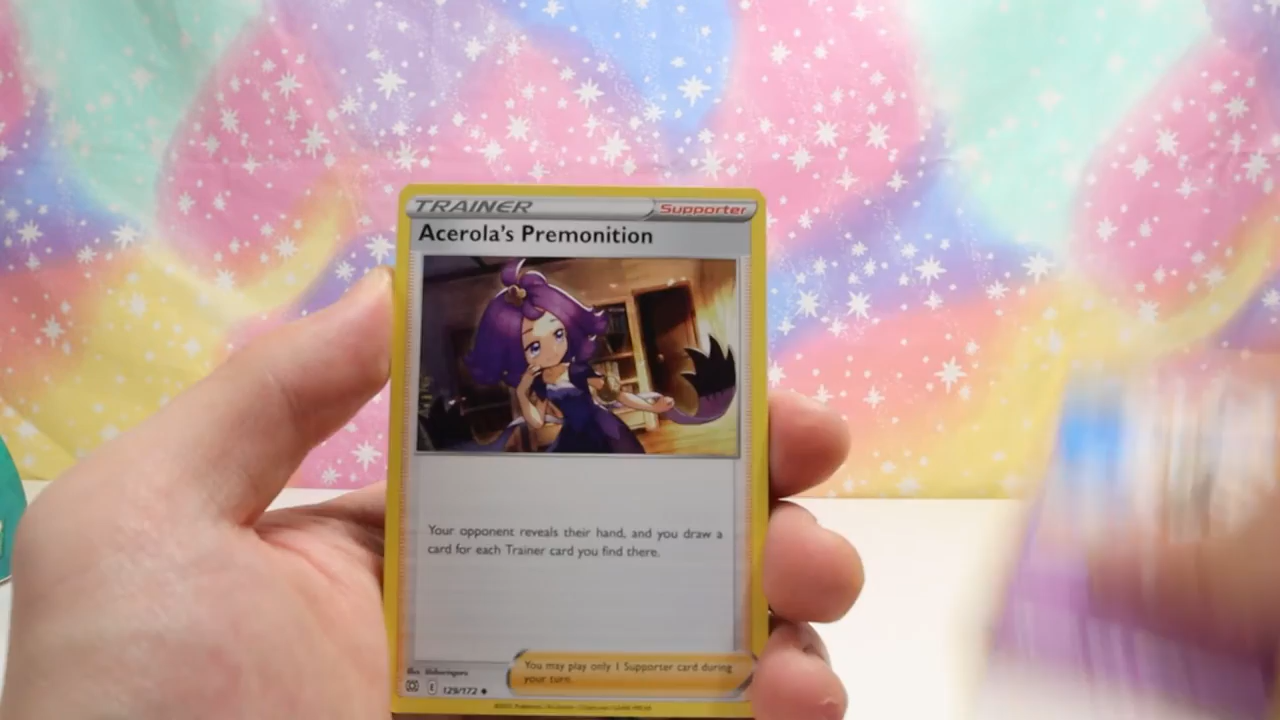 TRAINER Supporter
Acerola's Premonition
Your opponent reveals their hand, and you draw a
card for each Trainer card you find there.
You may play only 1 Supporter card during
your turn.
E 129/172